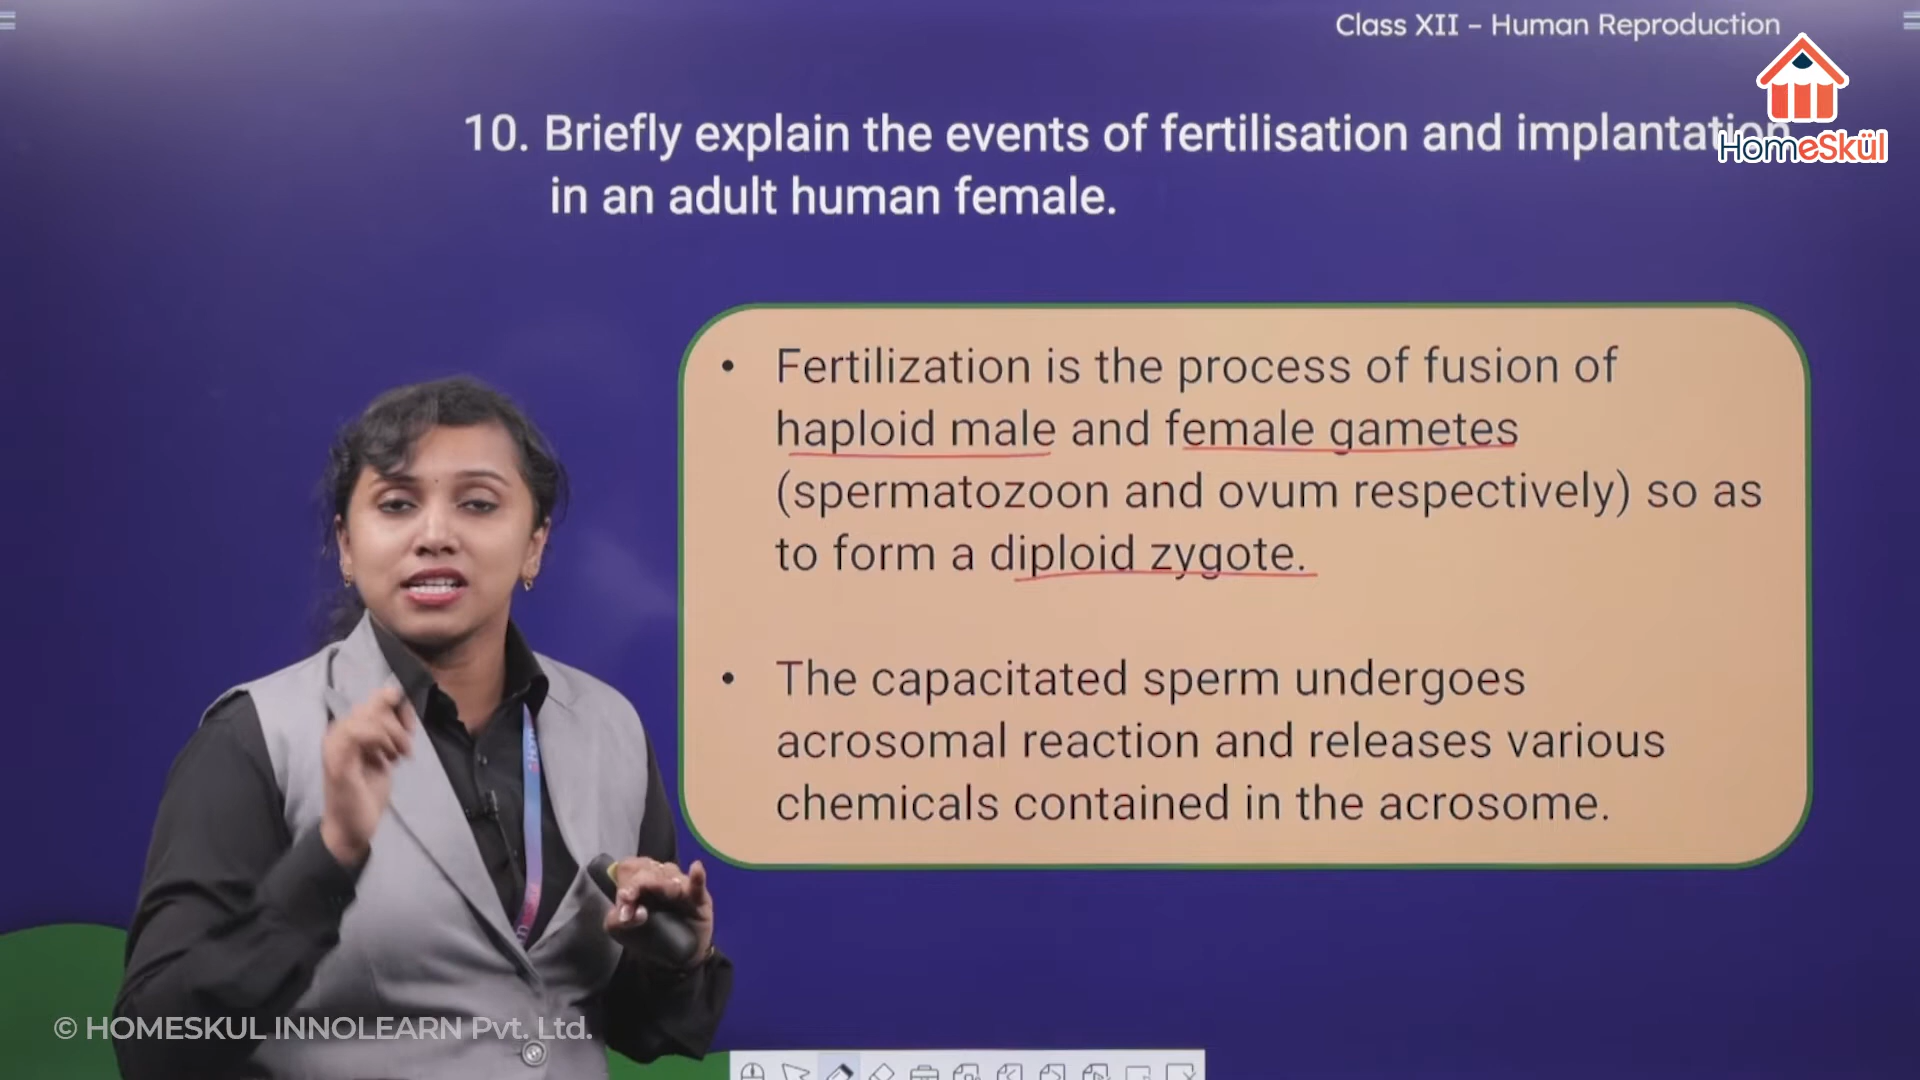 Class XII – Human Reproduction
HomeSkül
10. Briefly explain the events of fertilisation and implantation
in an adult human female.
• Fertilization is the process of fusion of
haploid male and female gametes
(spermatozoon and ovum respectively) so as
to form a diploid zygote.
• The capacitated sperm undergoes
acrosomal reaction and releases various
chemicals contained in the acrosome.
© HOMESKUL INNOLEARN Pvt. Ltd.